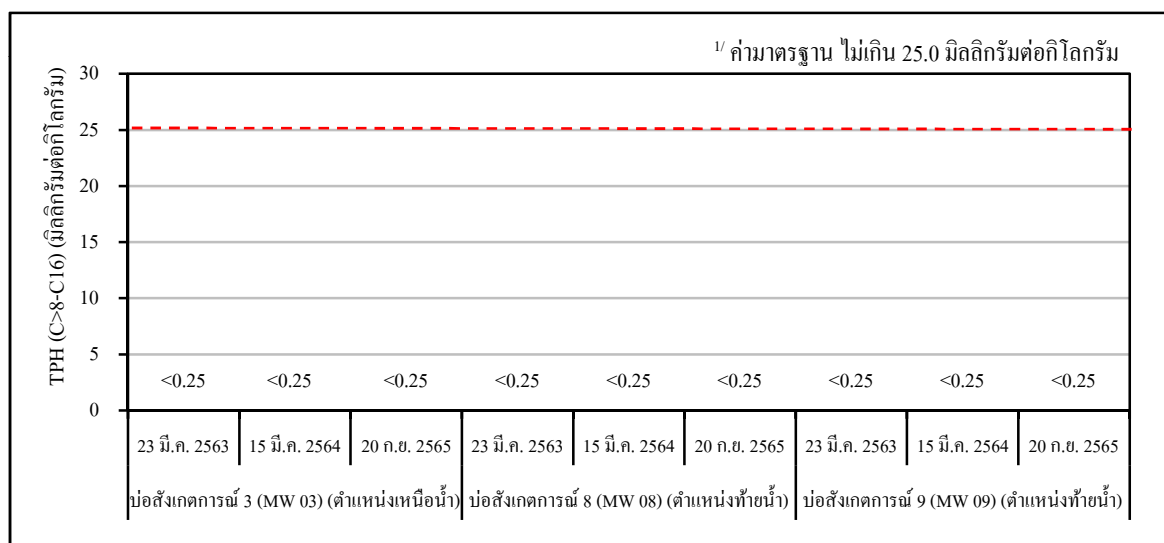 1/ ค่ามาตรฐาน ไม่เกิน 25.0 มิลลิกรัมต่อกิโลกรัม
TPH (C>8-C16) (มิลลิกรัมต่อกิโลกรัม)
30
25
20
15
10
5
0
<0.25 <0.25 <0.25 <0.25 <0.25 <0.25 <0.25 <0.25 <0.25
23 มี.ค. 2563 15 มี.ค. 2564 20 ก.ย. 2565 23 มี.ค. 2563 15 มี.ค. 2564 20 ก.ย. 2565 23 มี.ค. 2563 15 มี.ค. 2564 20 ก.ย. 2565
บ่อสังเกตการณ์ 3 (MW 03) (ตำแหน่งเหนือน้ำ) บ่อสังเกตการณ์ 8 (MW 08) (ตำแหน่งท้ายน้ำ) บ่อสังเกตการณ์ 9 (MW 09) (ตำแหน่งท้ายน้ำ)